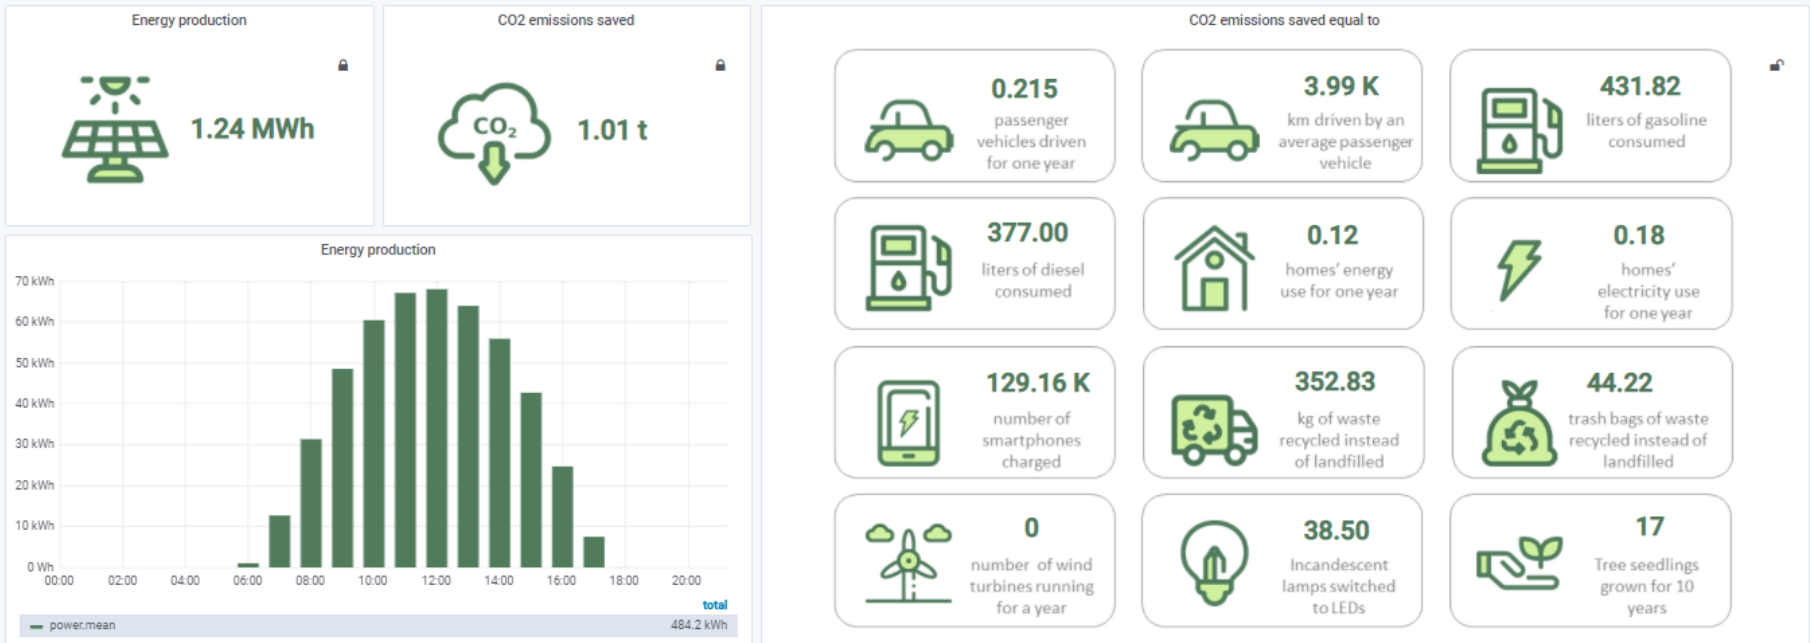 Energy production
1.24 MWh
CO2 emissions saved
CO₂
1.01 t
Energy production
70 kWh
60 kWh
50 kWh
40 kWh
30 kWh
20 kWh
10 kWh
0 Wh
00:00 02:00 04:00 06:00 08:00 10:00 12:00 14:00 16:00 18:00 20:00
total
power.mean 484.2 kWh
CO2 emissions saved equal to
0.215
passenger
vehicles driven
for one year
3.99 K
km driven by an
average passenger
vehicle
431.82
liters of gasoline
consumed
377.00
liters of diesel
consumed
0.12
homes' energy
use for one year
0.18
homes'
electricity use
for one year
129.16 K
number of
smartphones
charged
352.83
kg of waste
recycled instead
of landfilled
44.22
trash bags of waste
recycled instead of
landfilled
0
number of wind
turbines running
for a year
38.50
Incandescent
lamps switched
to LEDs
17
Tree seedlings
grown for 10
years